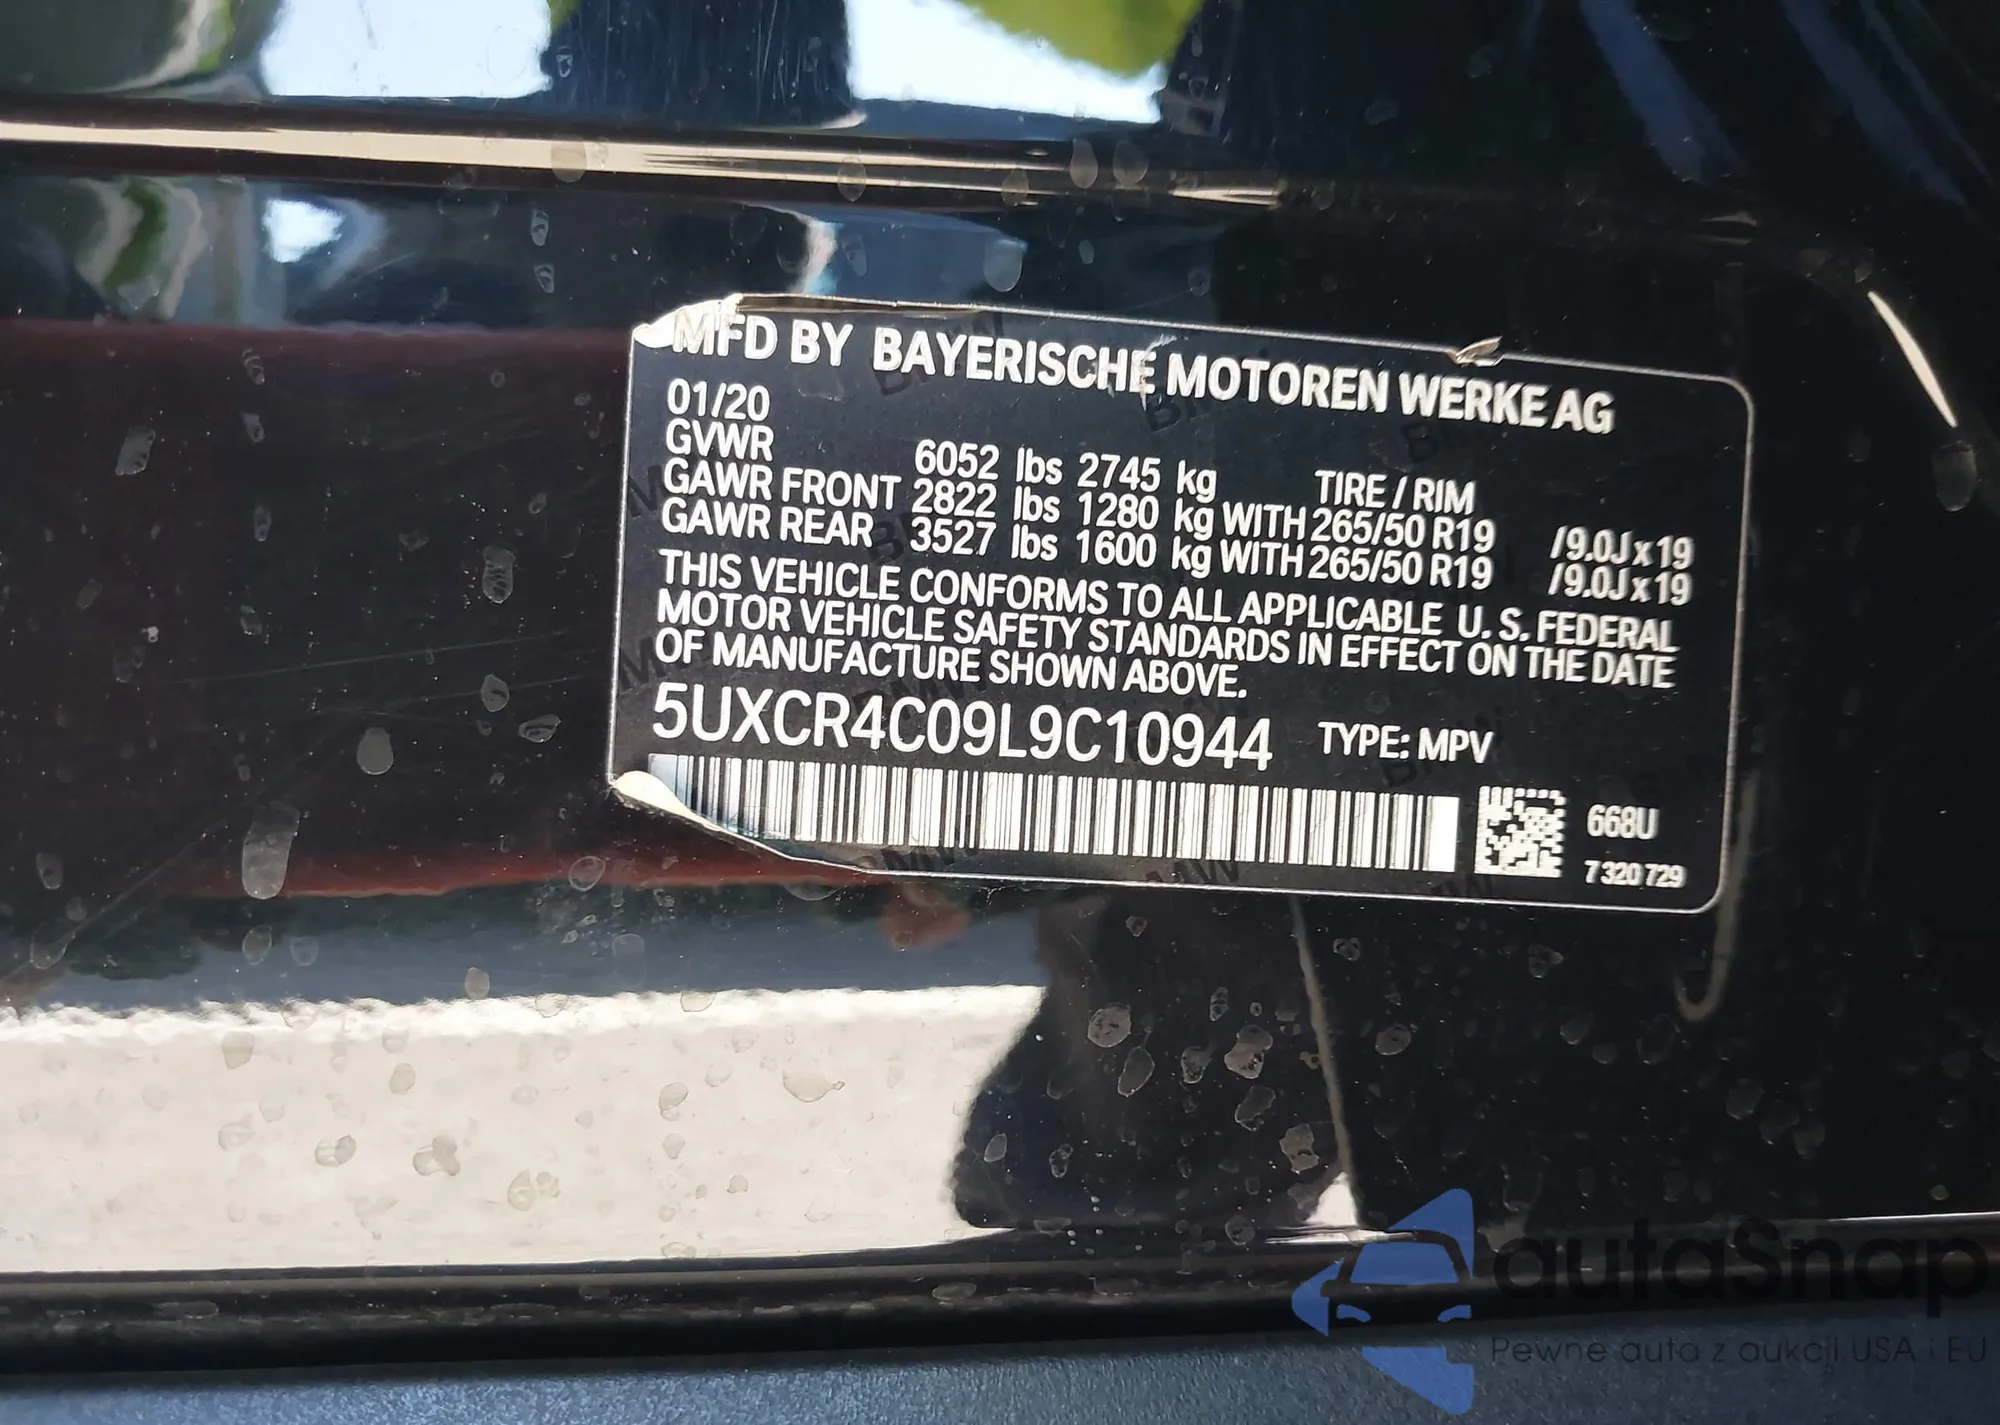 MFD BY BAYERISCHE MOTOREN WERKE AG
01/20
GVWR 6052 lbs 2745 kg TIRE / RIM
GAWR FRONT 2822 lbs 1280 kg WITH 265/50 R19 /9.0J x 19
GAWR REAR 3527 lbs 1600 kg WITH 265/50 R19 /9.0J x 19
THIS VEHICLE CONFORMS TO ALL APPLICABLE U. S. FEDERAL
MOTOR VEHICLE SAFETY STANDARDS IN EFFECT ON THE DATE
OF MANUFACTURE SHOWN ABOVE.
5UXCR4C09L9C10944 TYPE: MPV
668U
7 320 729
autaSnap
Pewne auta z aukcji USA i EU